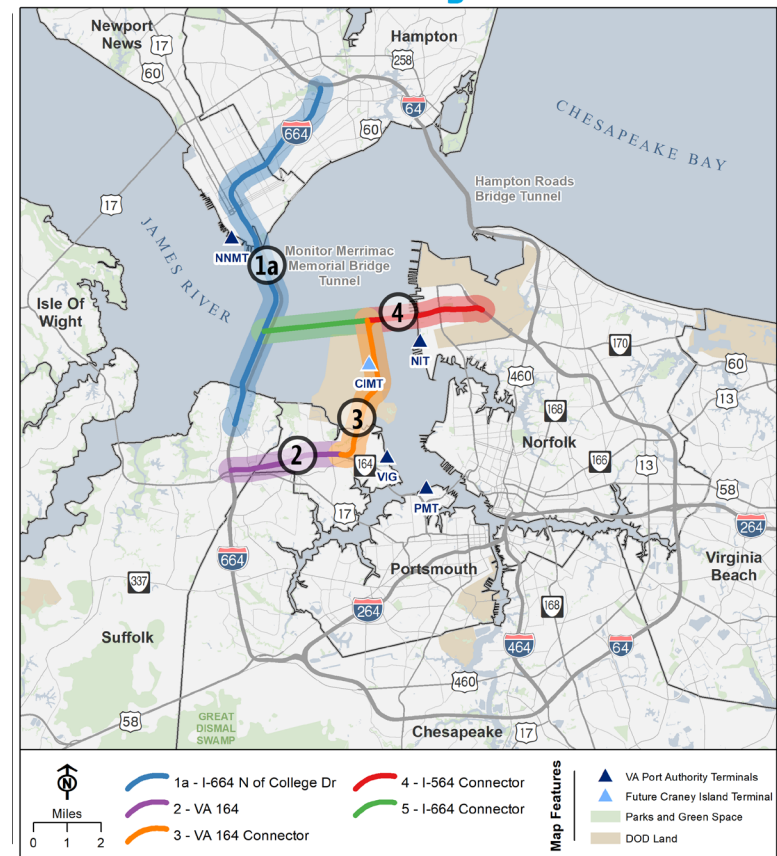 Newport
News
17
60
Hampton
258
64
664
60
CHESAPEAKE BAY
Hampton Roads
Bridge Tunnel
17
JAMES RIVER
NNMT
1a
Monitor Merrimac
Memorial Bridge
Tunnel
Isle Of
Wight
4
NIT
170
CIMT
460
60
13
168
3
Norfolk
2
164
VIG
166
13
PMT
58
17
264
664
Virginia
Beach
Portsmouth
337
264
168
Suffolk
464
64
460
58
GREAT
DISMAL
SWAMP
Chesapeake
17
N
Miles
0 1 2
1a - I-664 N of College Dr
2 - VA 164
3 - VA 164 Connector
4 - I-564 Connector
5 - I-664 Connector
Map Features
VA Port Authority Terminals
Future Craney Island Terminal
Parks and Green Space
DOD Land